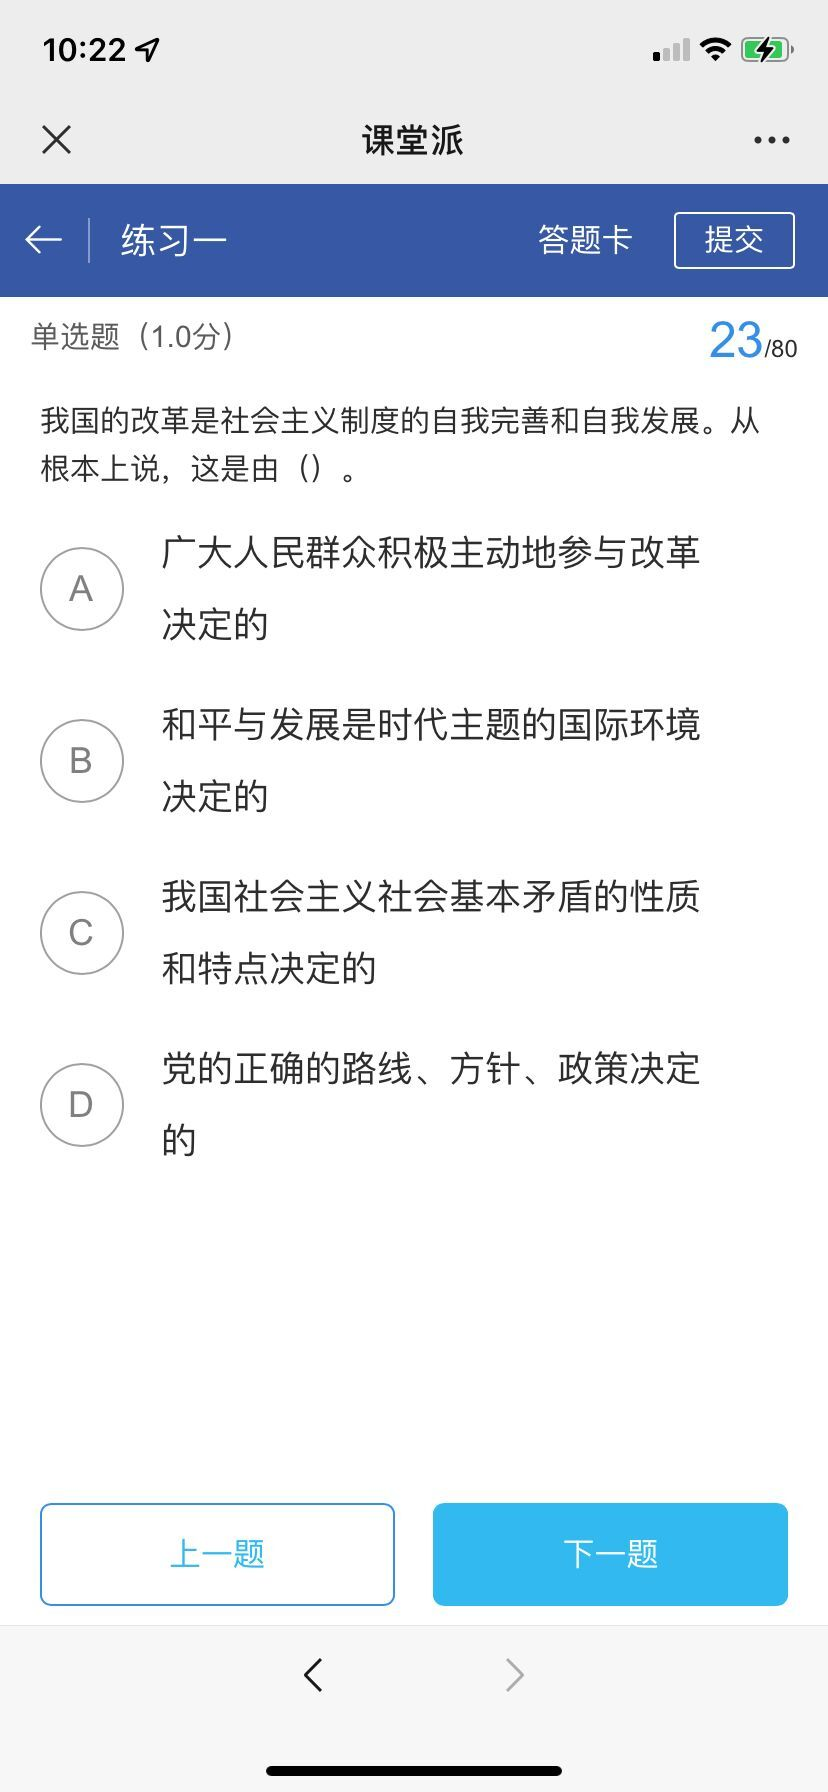 10:22
课堂派
练习一 答题卡 提交
单选题（1.0分） 23/80
我国的改革是社会主义制度的自我完善和自我发展。从
根本上说，这是由（）。
A 广大人民群众积极主动地参与改革
决定的
B 和平与发展是时代主题的国际环境
决定的
C 我国社会主义社会基本矛盾的性质
和特点决定的
D 党的正确的路线、方针、政策决定
的
上一题 下一题